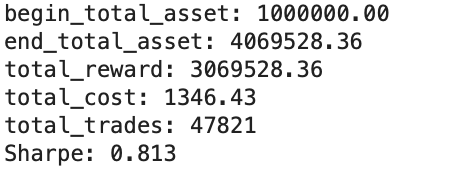 begin_total_asset: 1000000.00
end_total_asset: 4069528.36
total_reward: 3069528.36
total_cost: 1346.43
total_trades: 47821
Sharpe: 0.813